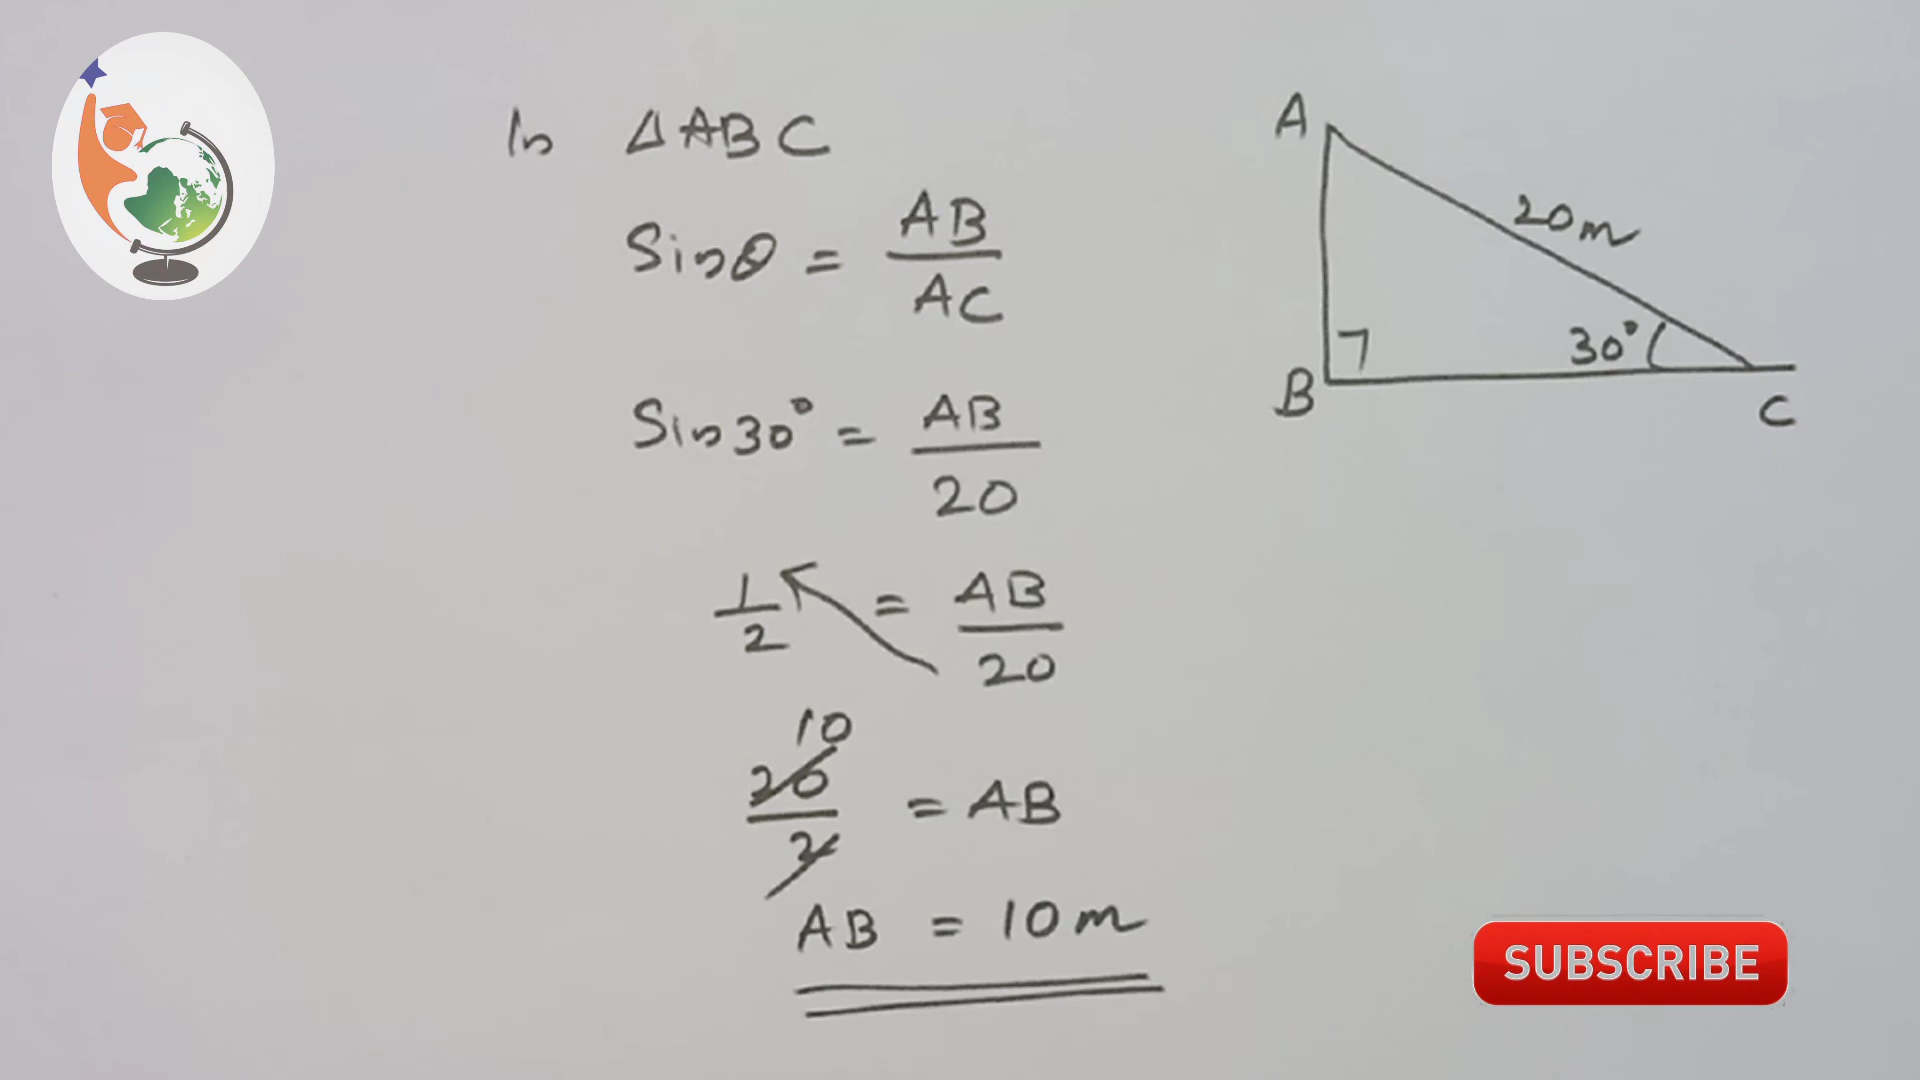 In △ABC
Sinθ = AB/AC
Sin30° = AB/20
1/2 = AB/20
10
20/2 = AB
AB = 10m
A
20m
30°
B
C
SUBSCRIBE